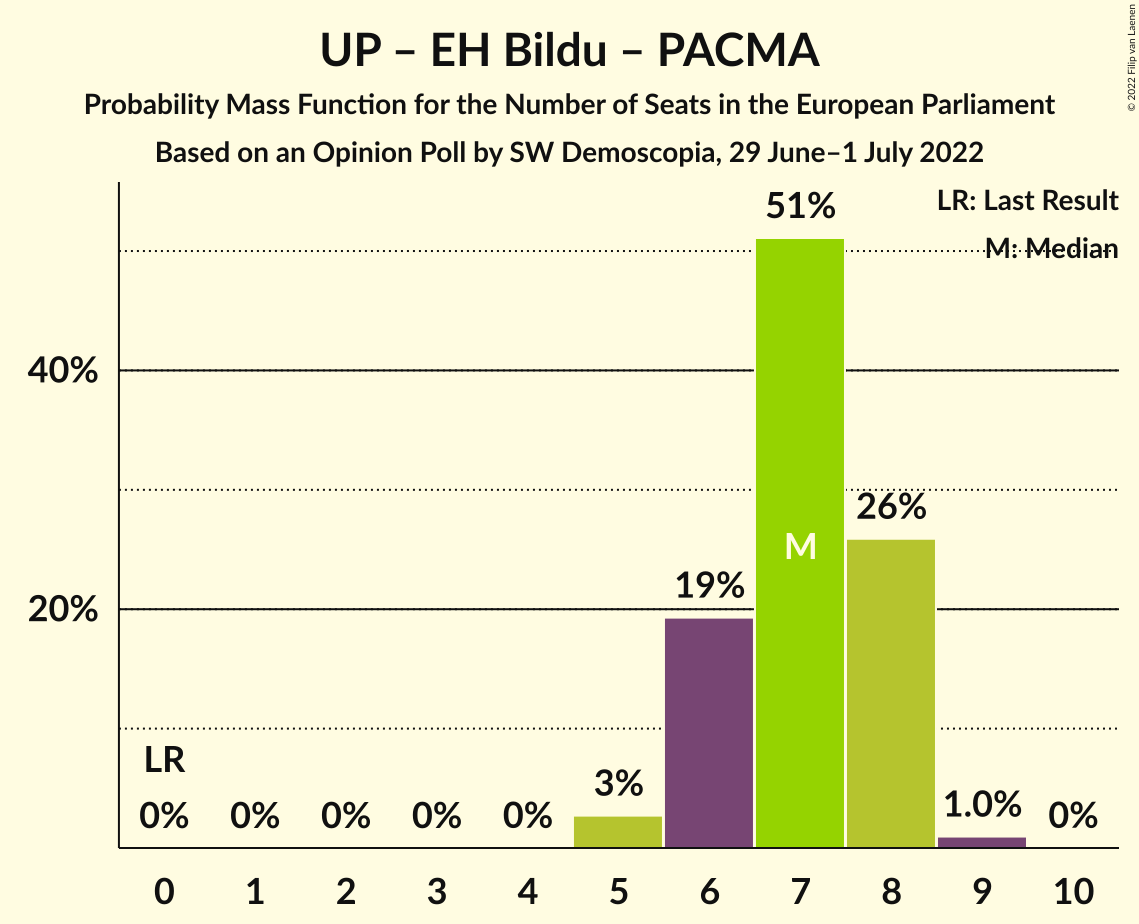 UP – EH Bildu – PACMA
Probability Mass Function for the Number of Seats in the European Parliament
Based on an Opinion Poll by SW Demoscopia, 29 June–1 July 2022
© 2022 Filip van Laenen
LR: Last Result
M: Median
51%
40%
26%
M
19%
20%
LR
3%
1.0%
0% 0% 0% 0% 0% 0%
0 1 2 3 4 5 6 7 8 9 10